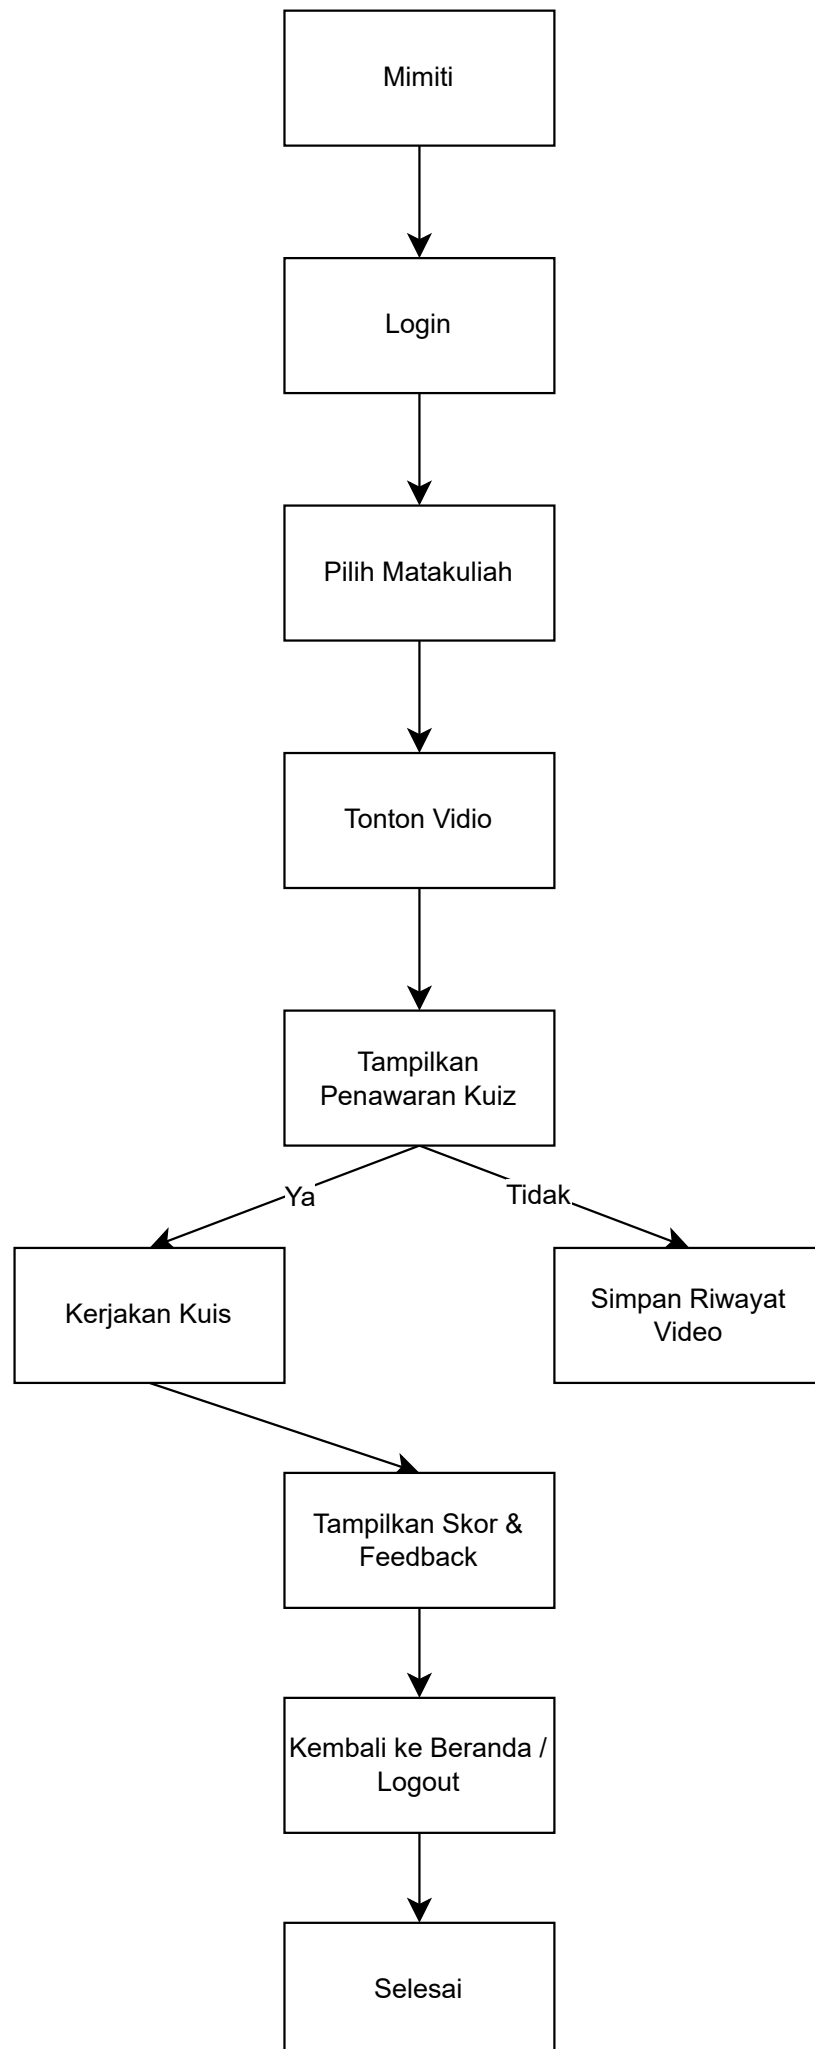 Mimiti
Login
Pilih Matakuliah
Tonton Vidio
Tampilkan
Penawaran Kuiz
Ya
Tidak
Kerjakan Kuis
Simpan Riwayat
Video
Tampilkan Skor &
Feedback
Kembali ke Beranda /
Logout
Selesai